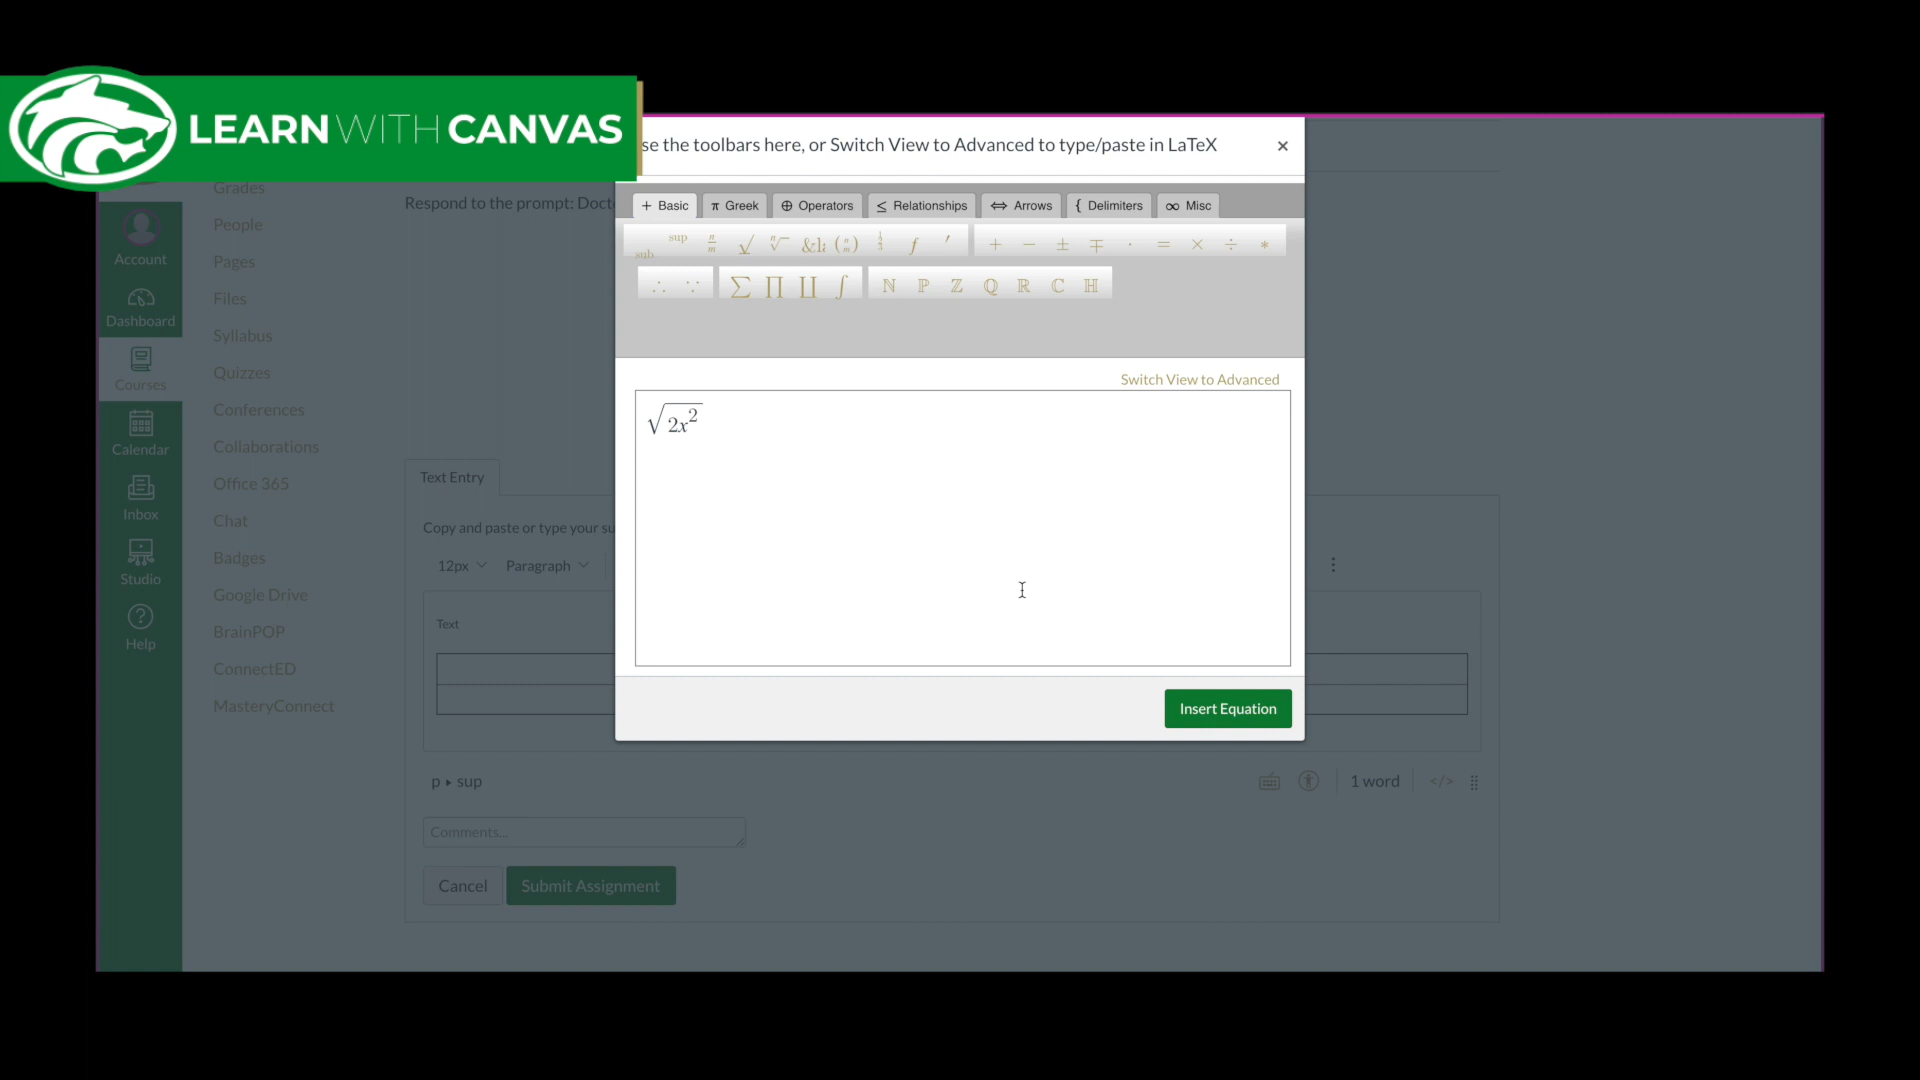 LEARN WITH CANVAS
se the toolbars here, or Switch View to Advanced to type/paste in LaTeX
×
+ Basic
π Greek
⊕ Operators
≤ Relationships
⇔ Arrows
{ Delimiters
∞ Misc
sub sup n/m √ ⁿ√ &lt (n m) f ′ + − ± ∓ · = × ÷ ∗
∴ ∵ ∑ ∏ ∐ ∫ ℕ ℙ ℤ ℚ ℝ ℂ ℍ
Switch View to Advanced
√2x²
Insert Equation
Account
Dashboard
Courses
Calendar
Inbox
Studio
Help
Grades
People
Pages
Files
Syllabus
Quizzes
Conferences
Collaborations
Office 365
Chat
Badges
Google Drive
BrainPOP
ConnectED
MasteryConnect
Respond to the prompt: Doct
Text Entry
Copy and paste or type your su
12px Paragraph
Text
p ▸ sup
1 word </>
Comments...
Cancel
Submit Assignment